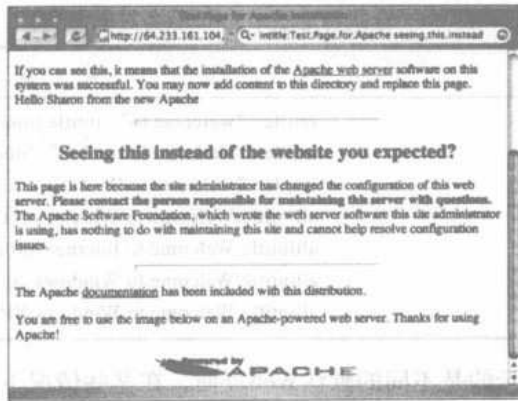 Test Page for Apache Installation
http://64.233.161.104, Q- intitle:Test.Page.for.Apache seeing.this.instead
If you can see this, it means that the installation of the Apache web server software on this
system was successful. You may now add content to this directory and replace this page.
Hello Sharon from the new Apache
Seeing this instead of the website you expected?
This page is here because the site administrator has changed the configuration of this web
server. Please contact the person responsible for maintaining this server with questions.
The Apache Software Foundation, which wrote the web server software this site administrator
is using, has nothing to do with maintaining this site and cannot help resolve configuration
issues.
The Apache documentation has been included with this distribution.
You are free to use the image below on an Apache-powered web server. Thanks for using
Apache!
Powered by
APACHE